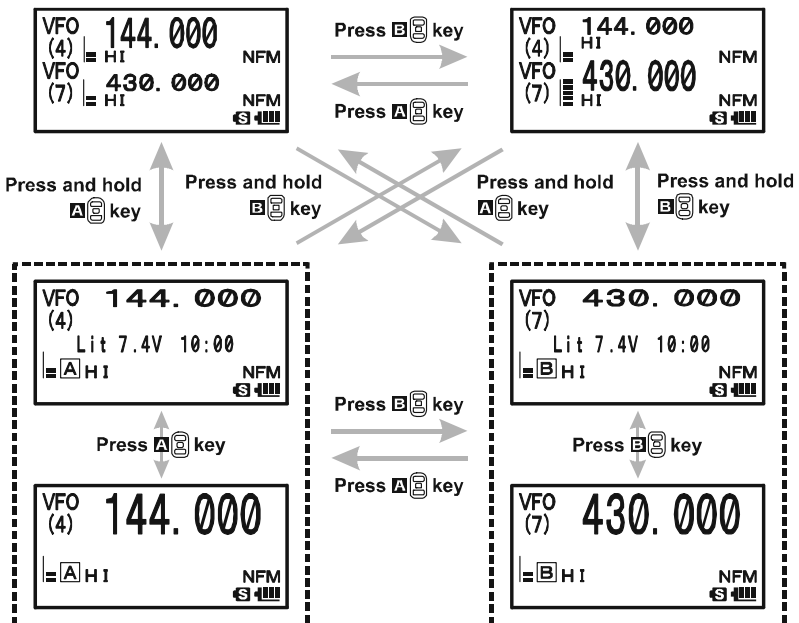 VFO 144. 000
(4) HI NFM
VFO 430. 000
(7) HI NFM
S
Press B key
Press A key
VFO 144. 000
(4) HI NFM
VFO 430. 000
(7) HI NFM
S
Press and hold
A key
Press and hold
B key
Press and hold
A key
Press and hold
B key
VFO 144. 000
(4)
Lit 7.4V 10:00
A HI NFM
S
VFO 430. 000
(7)
Lit 7.4V 10:00
B HI NFM
S
Press A key
Press B key
Press A key
Press B key
VFO 144. 000
(4)
A HI NFM
S
VFO 430. 000
(7)
B HI NFM
S